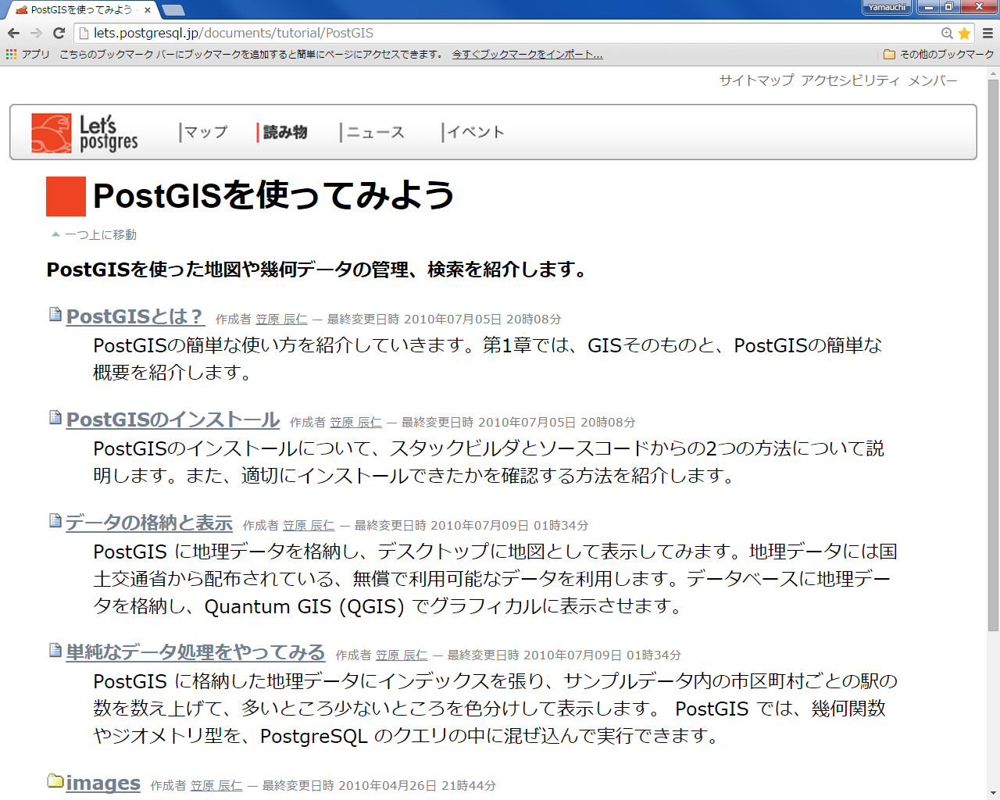 PostGISを使ってみよう
Yamauchi
lets.postgresql.jp/documents/tutorial/PostGIS
アプリ こちらのブックマーク バーにブックマークを追加すると簡単にページにアクセスできます。 今すぐブックマークをインポート... その他のブックマーク
サイトマップ アクセシビリティ メンバー
Let's postgres
マップ 読み物 ニュース イベント
PostGISを使ってみよう
一つ上に移動
PostGISを使った地図や幾何データの管理、検索を紹介します。
PostGISとは？ 作成者 笠原 辰仁 — 最終変更日時 2010年07月05日 20時08分
PostGISの簡単な使い方を紹介していきます。第1章では、GISそのものと、PostGISの簡単な
概要を紹介します。
PostGISのインストール 作成者 笠原 辰仁 — 最終変更日時 2010年07月05日 20時08分
PostGISのインストールについて、スタックビルダとソースコードからの2つの方法について説
明します。また、適切にインストールできたかを確認する方法を紹介します。
データの格納と表示 作成者 笠原 辰仁 — 最終変更日時 2010年07月09日 01時34分
PostGIS に地理データを格納し、デスクトップに地図として表示してみます。地理データには国
土交通省から配布されている、無償で利用可能なデータを利用します。データベースに地理デー
タを格納し、Quantum GIS (QGIS) でグラフィカルに表示させます。
単純なデータ処理をやってみる 作成者 笠原 辰仁 — 最終変更日時 2010年07月09日 01時34分
PostGIS に格納した地理データにインデックスを張り、サンプルデータ内の市区町村ごとの駅の
数を数え上げて、多いところ少ないところを色分けして表示します。 PostGIS では、幾何関数
やジオメトリ型を、PostgreSQL のクエリの中に混ぜ込んで実行できます。
images 作成者 笠原 辰仁 — 最終変更日時 2010年04月26日 21時44分